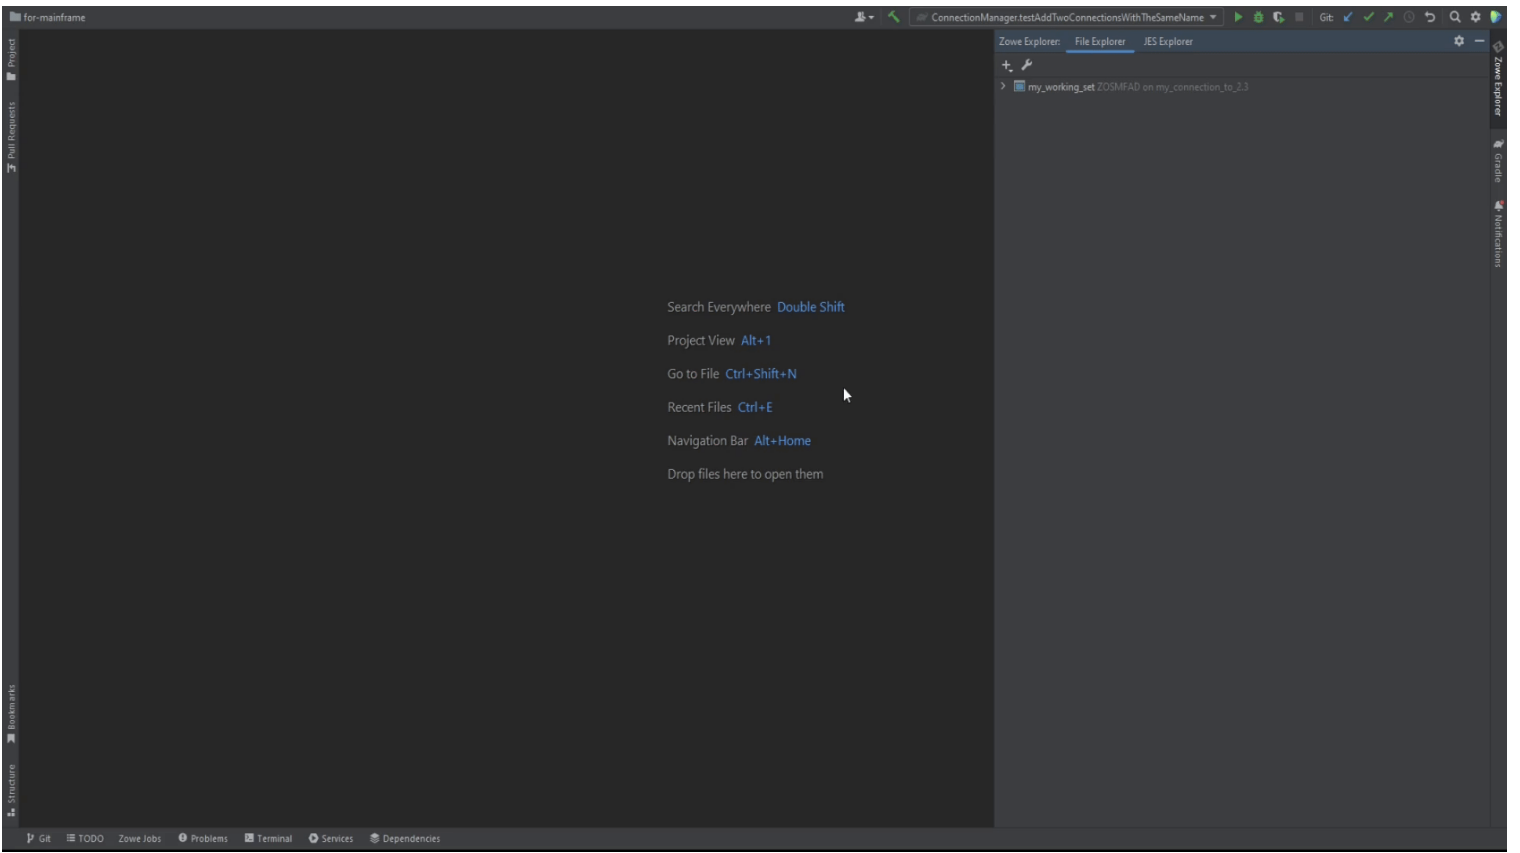 for-mainframe
ConnectionManager.testAddTwoConnectionsWithTheSameName
Git:
Project
Pull Requests
Bookmarks
Structure
Zowe Explorer: File Explorer JES Explorer
my_working_set ZOSMFAD on my_connection_to_2.3
Search Everywhere Double Shift
Project View Alt+1
Go to File Ctrl+Shift+N
Recent Files Ctrl+E
Navigation Bar Alt+Home
Drop files here to open them
Zowe Explorer
Gradle
Notifications
Git TODO Zowe Jobs Problems Terminal Services Dependencies